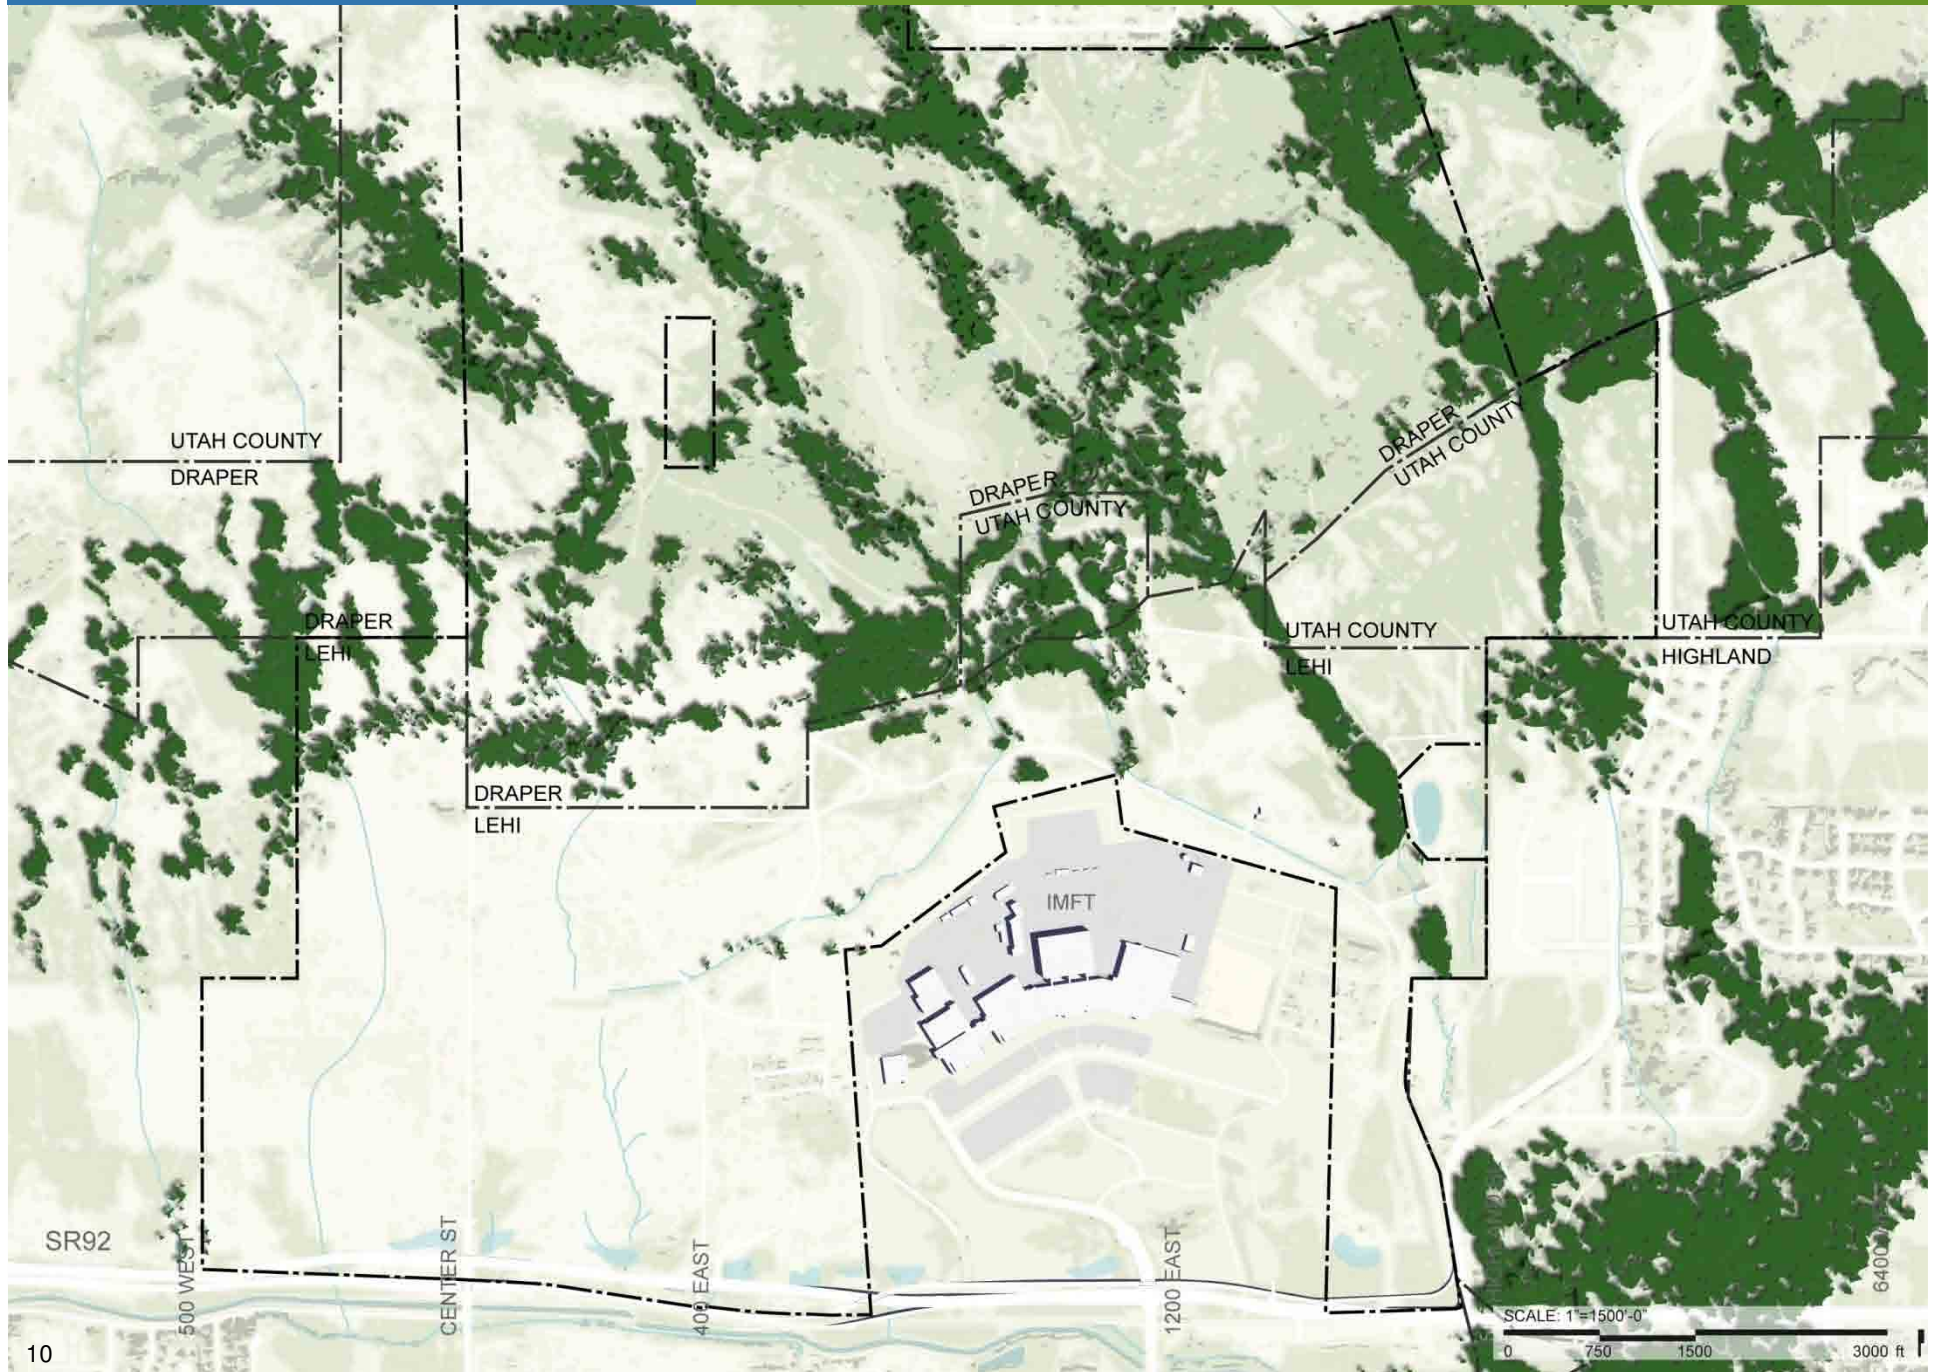 UTAH COUNTY
DRAPER
DRAPER
UTAH COUNTY
DRAPER
UTAH COUNTY
DRAPER
LEHI
UTAH COUNTY
LEHI
UTAH COUNTY
HIGHLAND
DRAPER
LEHI
IMFT
SR92
500 WEST
CENTER ST
400 EAST
1200 EAST
6400
SCALE: 1"=1500'-0"
0 750 1500 3000 ft
10